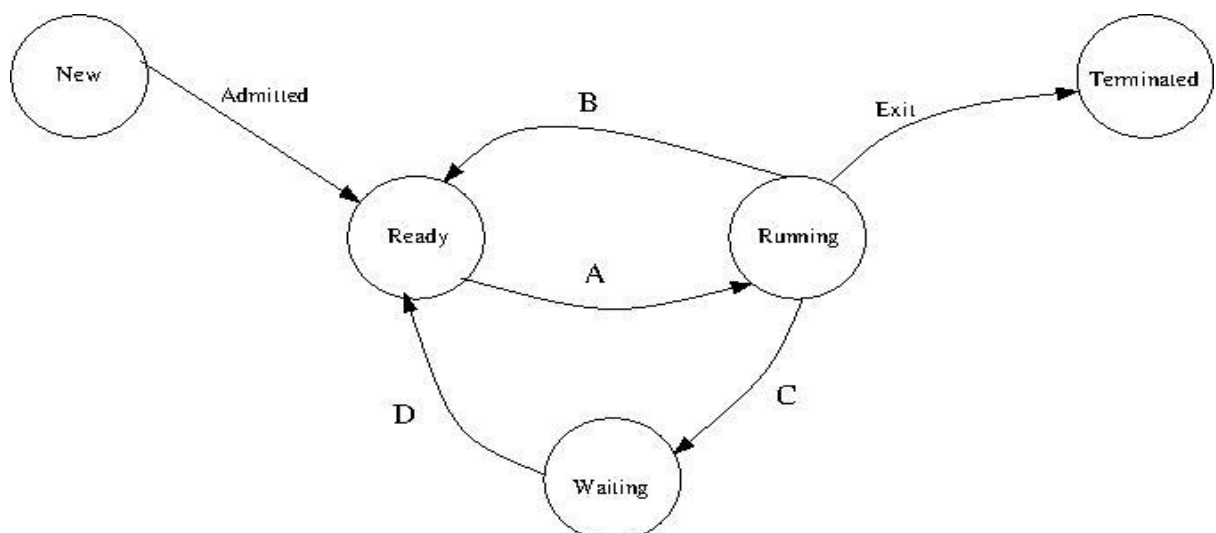 New
Admitted
B
Exit
Terminated
Ready
Running
A
D
C
Waiting